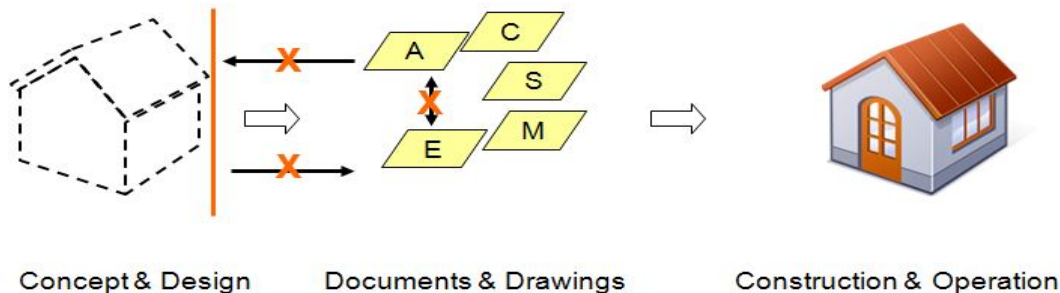 A
C
S
E
M
X
X
X
Concept & Design
Documents & Drawings
Construction & Operation